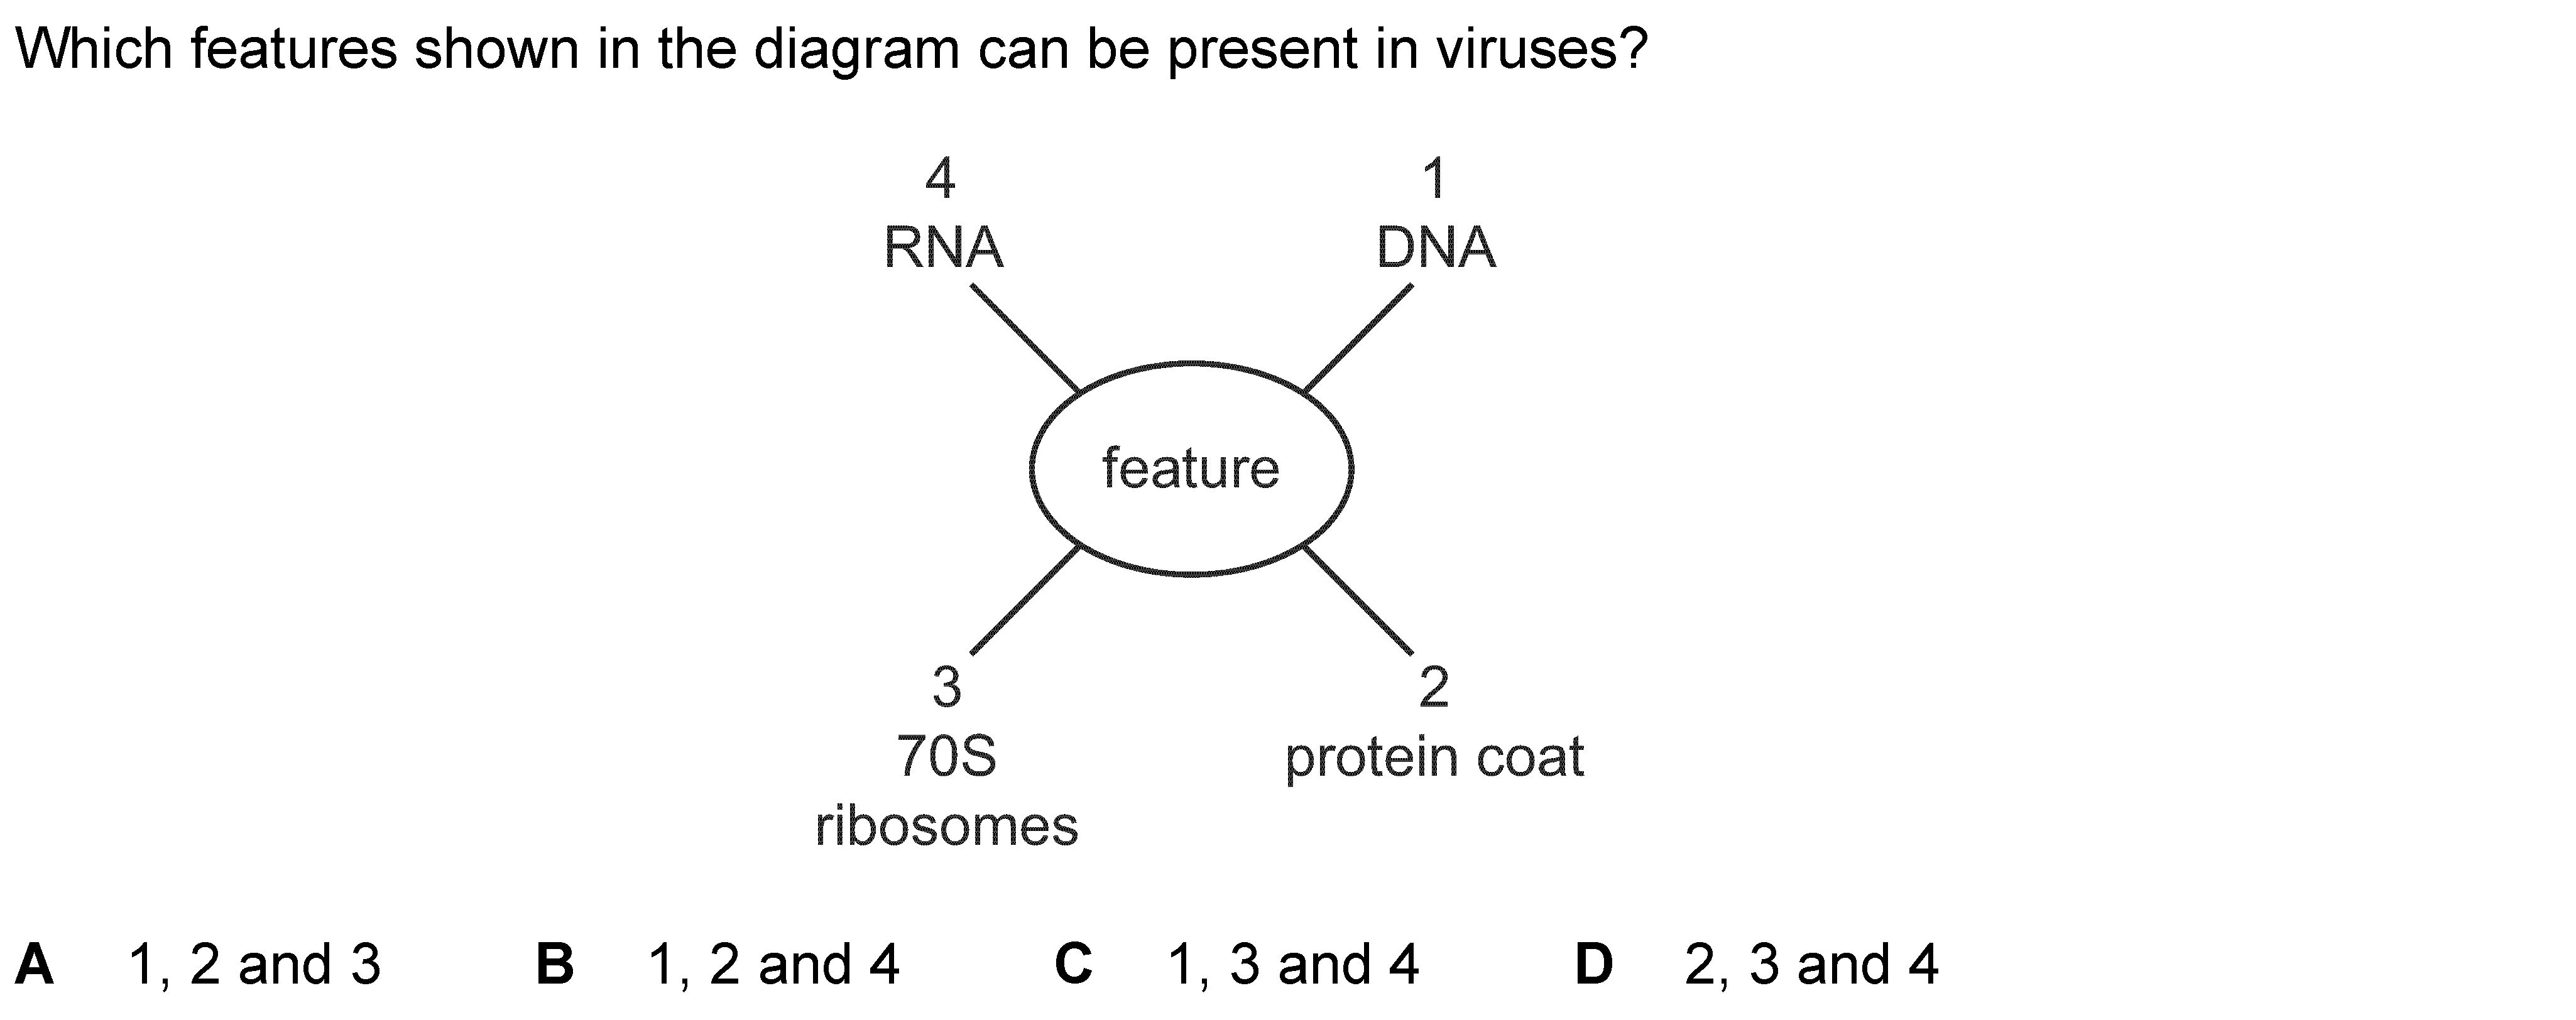 Which features shown in the diagram can be present in viruses?
4
RNA
1
DNA
feature
3
70S
ribosomes
2
protein coat
A 1, 2 and 3 B 1, 2 and 4 C 1, 3 and 4 D 2, 3 and 4